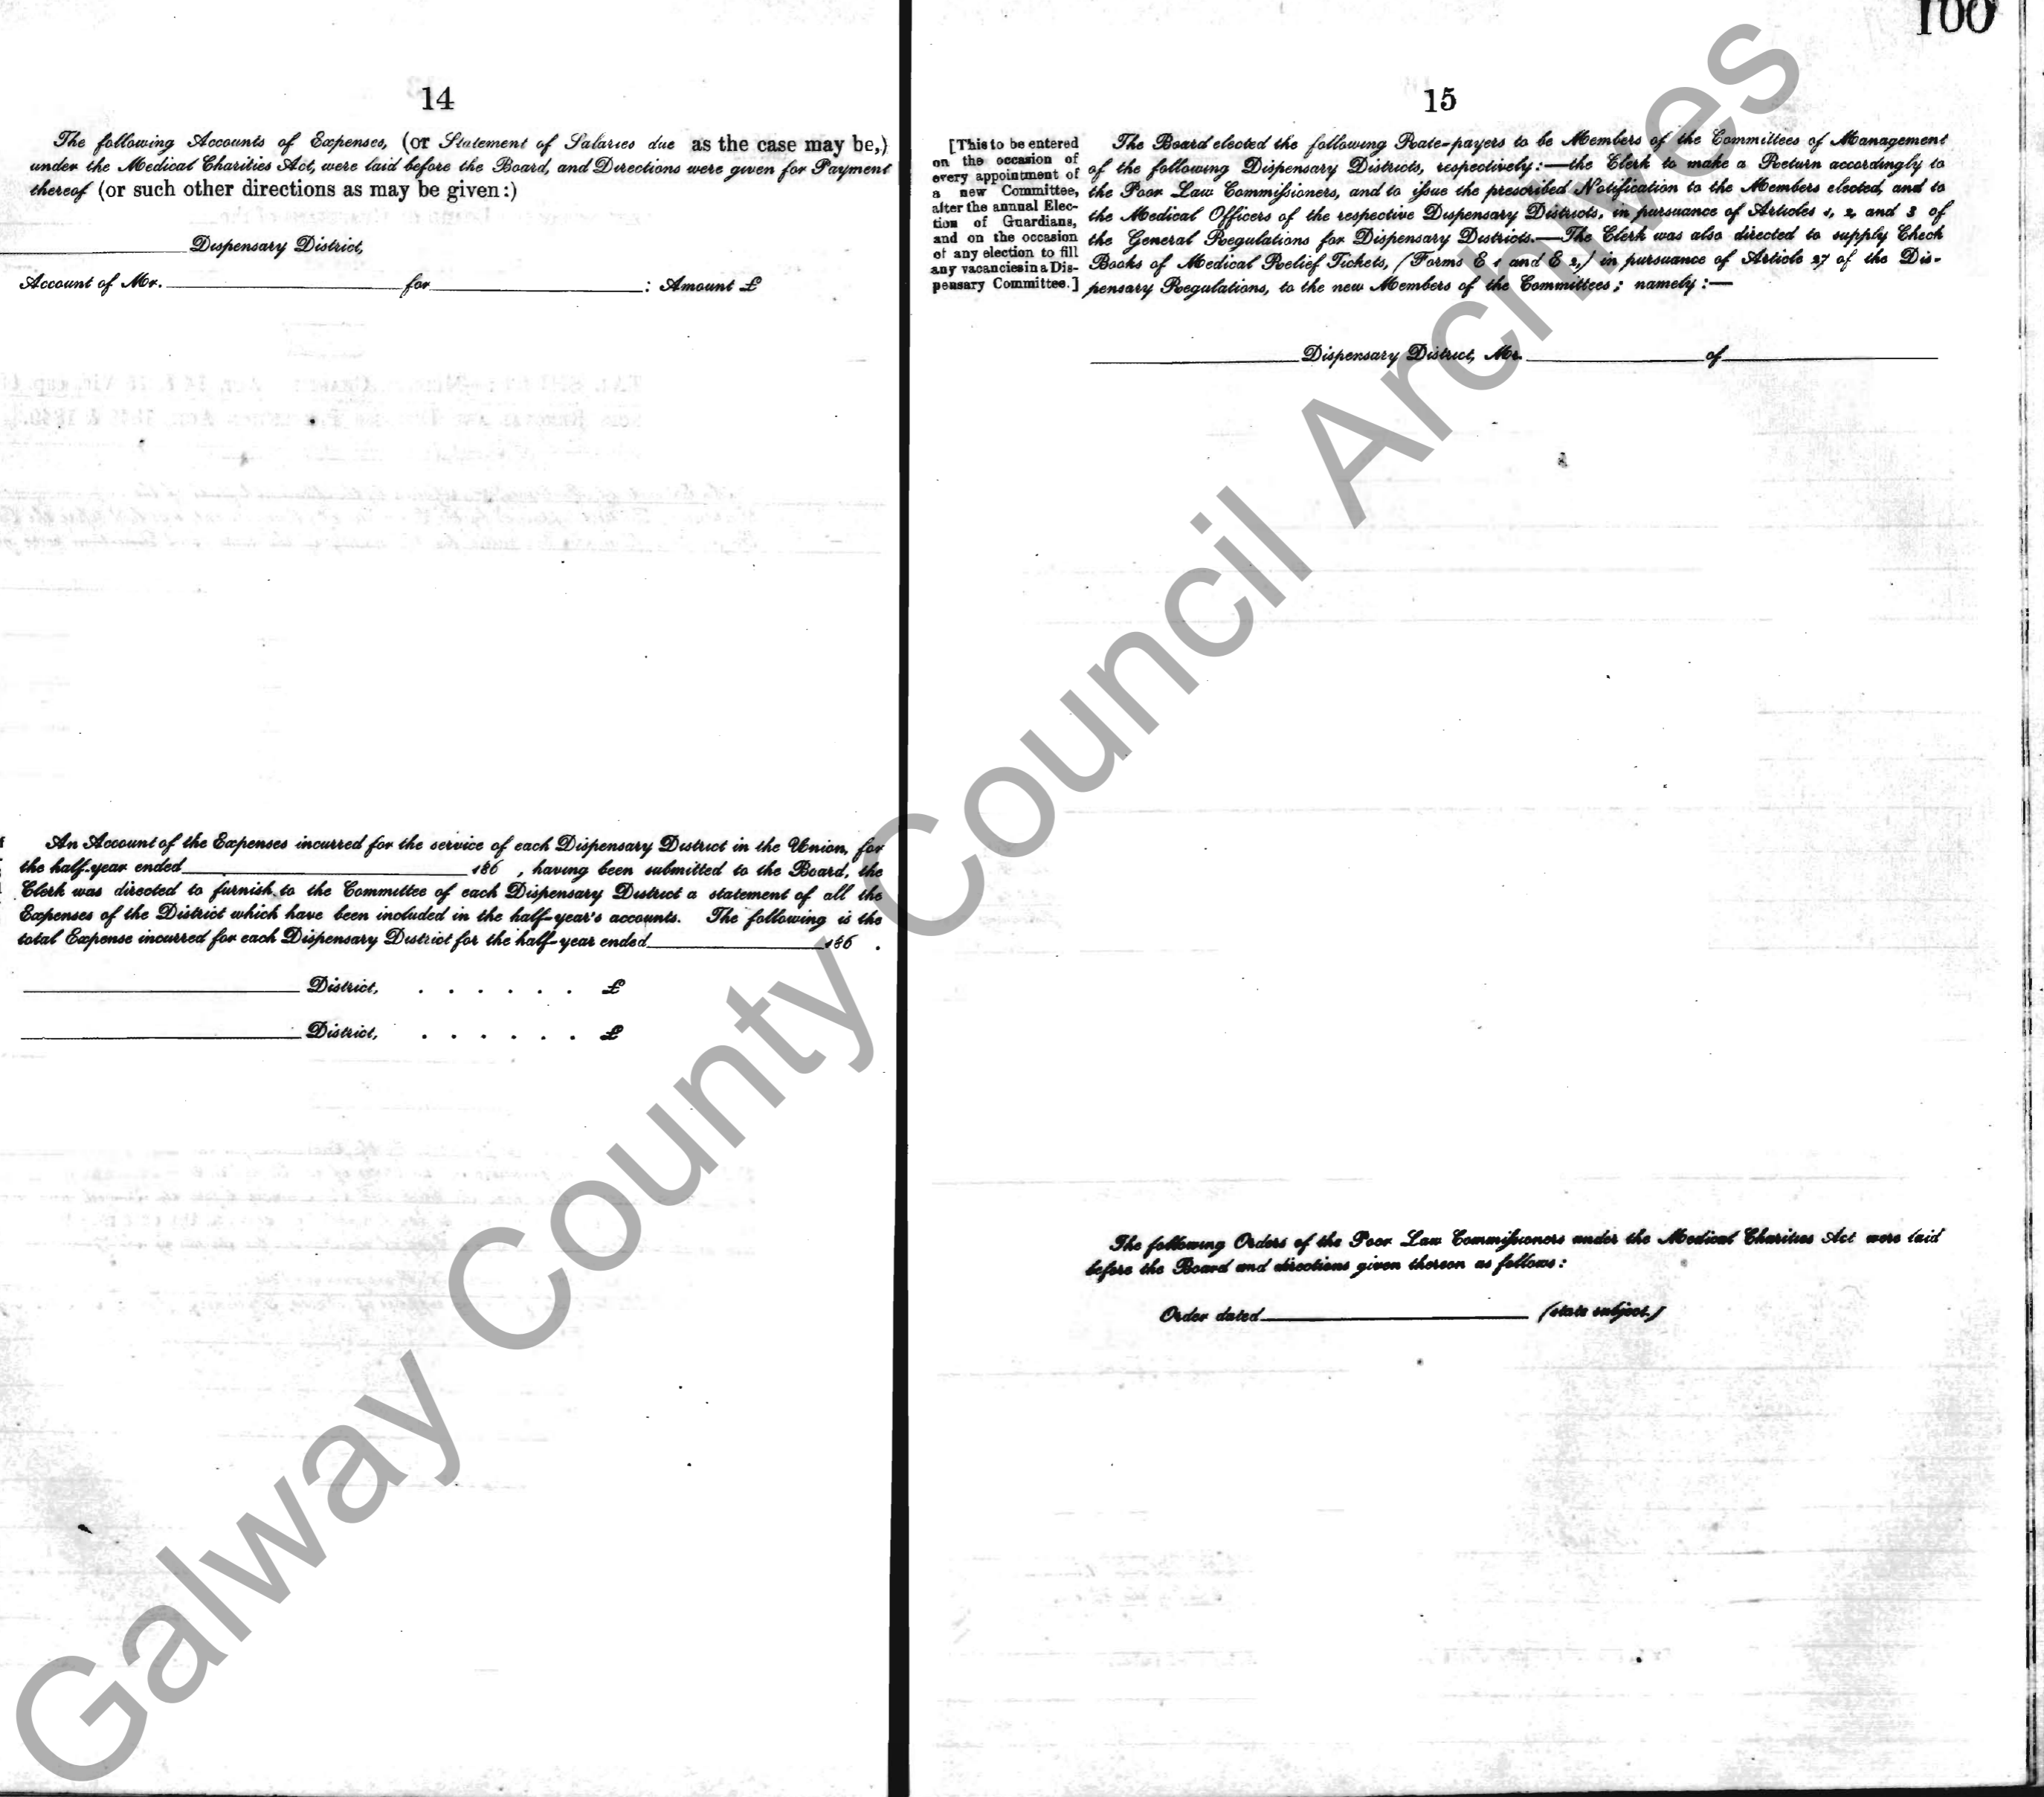 100
14
The following Accounts of Expenses, (or Statement of Salaries due as the case may be,)
under the Medical Charities Act, were laid before the Board, and Directions were given for Payment
thereof (or such other directions as may be given:)
Dispensary District,
Account of Mr. for : Amount £
An Account of the Expenses incurred for the service of each Dispensary District in the Union, for
the half-year ended 186 , having been submitted to the Board, the
Clerk was directed to furnish to the Committee of each Dispensary District a statement of all the
Expenses of the District which have been included in the half-year's accounts. The following is the
total Expense incurred for each Dispensary District for the half-year ended 186 .
District, . . . . . . £
District, . . . . . . £
15
[This to be entered
on the occasion of
every appointment of
a new Committee,
after the annual Elec-
tion of Guardians,
and on the occasion
of any election to fill
any vacancies in a Dis-
pensary Committee.]
The Board elected the following Rate-payers to be Members of the Committees of Management
of the following Dispensary Districts, respectively:—the Clerk to make a Return accordingly to
the Poor Law Commissioners, and to issue the prescribed Notification to the Members elected, and to
the Medical Officers of the respective Dispensary Districts, in pursuance of Articles 1, 2, and 3 of
the General Regulations for Dispensary Districts.—The Clerk was also directed to supply Check
Books of Medical Relief Tickets, (Forms E 1 and E 2,) in pursuance of Article 27 of the Dis-
pensary Regulations, to the new Members of the Committees; namely:—
Dispensary District, Mr. of
The following Orders of the Poor Law Commissioners under the Medical Charities Act were laid
before the Board and directions given thereon as follows:
Order dated (state subject.)
Galway County Council Archives